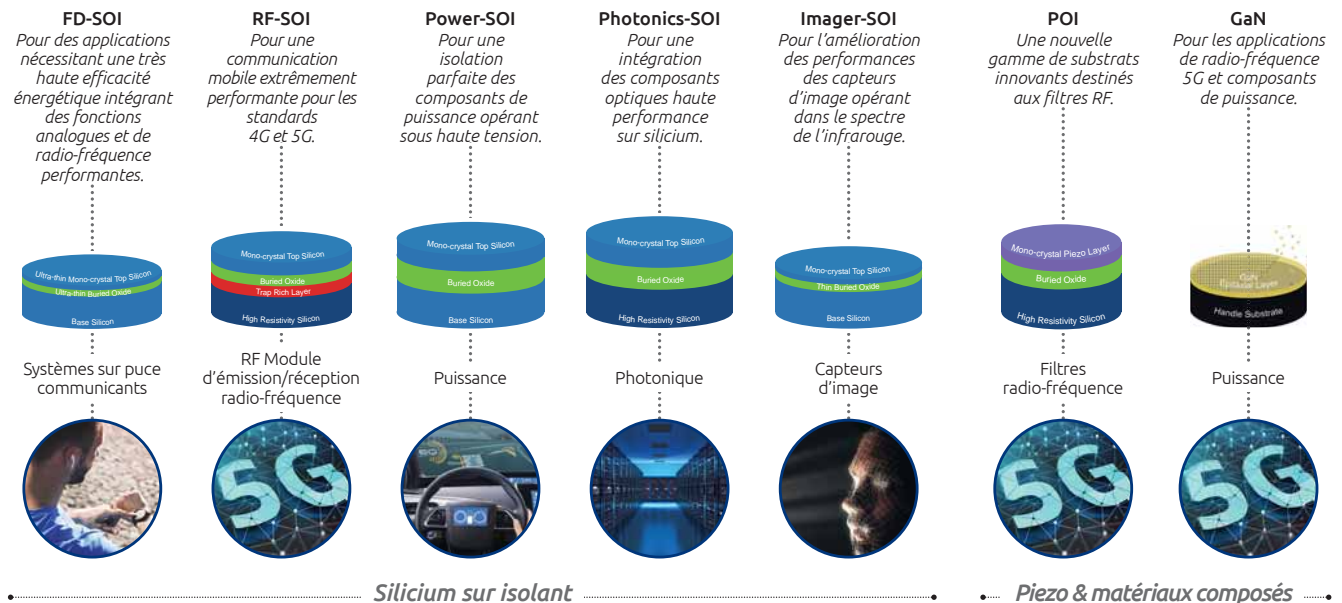 FD-SOI
Pour des applications
nécessitant une très
haute efficacité
énergétique intégrant
des fonctions
analogues et de
radio-fréquence
performantes.
Ultra-thin Mono-crystal Top Silicon
Ultra-thin Buried Oxide
Base Silicon
Systèmes sur puce
communicants
RF-SOI
Pour une
communication
mobile extrêmement
performante pour les
standards
4G et 5G.
Mono-crystal Top Silicon
Buried Oxide
Trap Rich Layer
High Resistivity Silicon
RF Module
d'émission/réception
radio-fréquence
5G
Power-SOI
Pour une
isolation
parfaite des
composants de
puissance opérant
sous haute tension.
Mono-crystal Top Silicon
Buried Oxide
Base Silicon
Puissance
Photonics-SOI
Pour une
intégration
des composants
optiques haute
performance
sur silicium.
Mono-crystal Top Silicon
Buried Oxide
High Resistivity Silicon
Photonique
Imager-SOI
Pour l'amélioration
des performances
des capteurs
d'image opérant
dans le spectre
de l'infrarouge.
Mono-crystal Top Silicon
Thin Buried Oxide
Base Silicon
Capteurs
d'image
Silicium sur isolant
POI
Une nouvelle
gamme de substrats
innovants destinés
aux filtres RF.
Mono-crystal Piezo Layer
Buried Oxide
High Resistivity Silicon
Filtres
radio-fréquence
5G
GaN
Pour les applications
de radio-fréquence
5G et composants
de puissance.
GaN
Epitaxial Layer
Handle Substrate
Puissance
5G
Piezo & matériaux composés